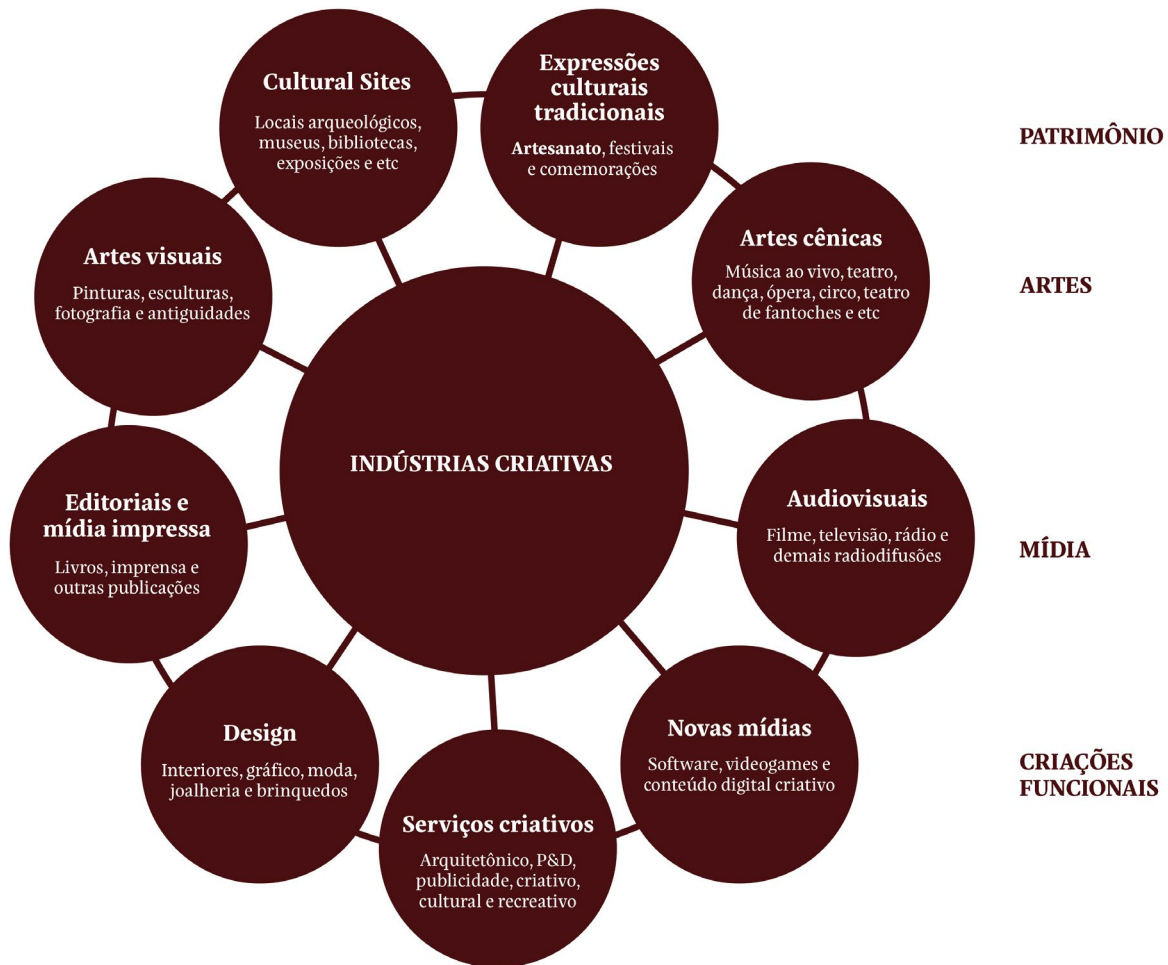 Cultural Sites
Locais arqueológicos,
museus, bibliotecas,
exposições e etc
Expressões
culturais
tradicionais
Artesanato, festivais
e comemorações
PATRIMÔNIO
Artes visuais
Pinturas, esculturas,
fotografia e antiguidades
Artes cênicas
Música ao vivo, teatro,
dança, ópera, circo, teatro
de fantoches e etc
ARTES
INDÚSTRIAS CRIATIVAS
Editoriais e
mídia impressa
Livros, imprensa e
outras publicações
Audiovisuais
Filme, televisão, rádio e
demais radiodifusões
MÍDIA
Design
Interiores, gráfico, moda,
joalheria e brinquedos
Serviços criativos
Arquitetônico, P&D,
publicidade, criativo,
cultural e recreativo
Novas mídias
Software, videogames e
conteúdo digital criativo
CRIAÇÕES
FUNCIONAIS